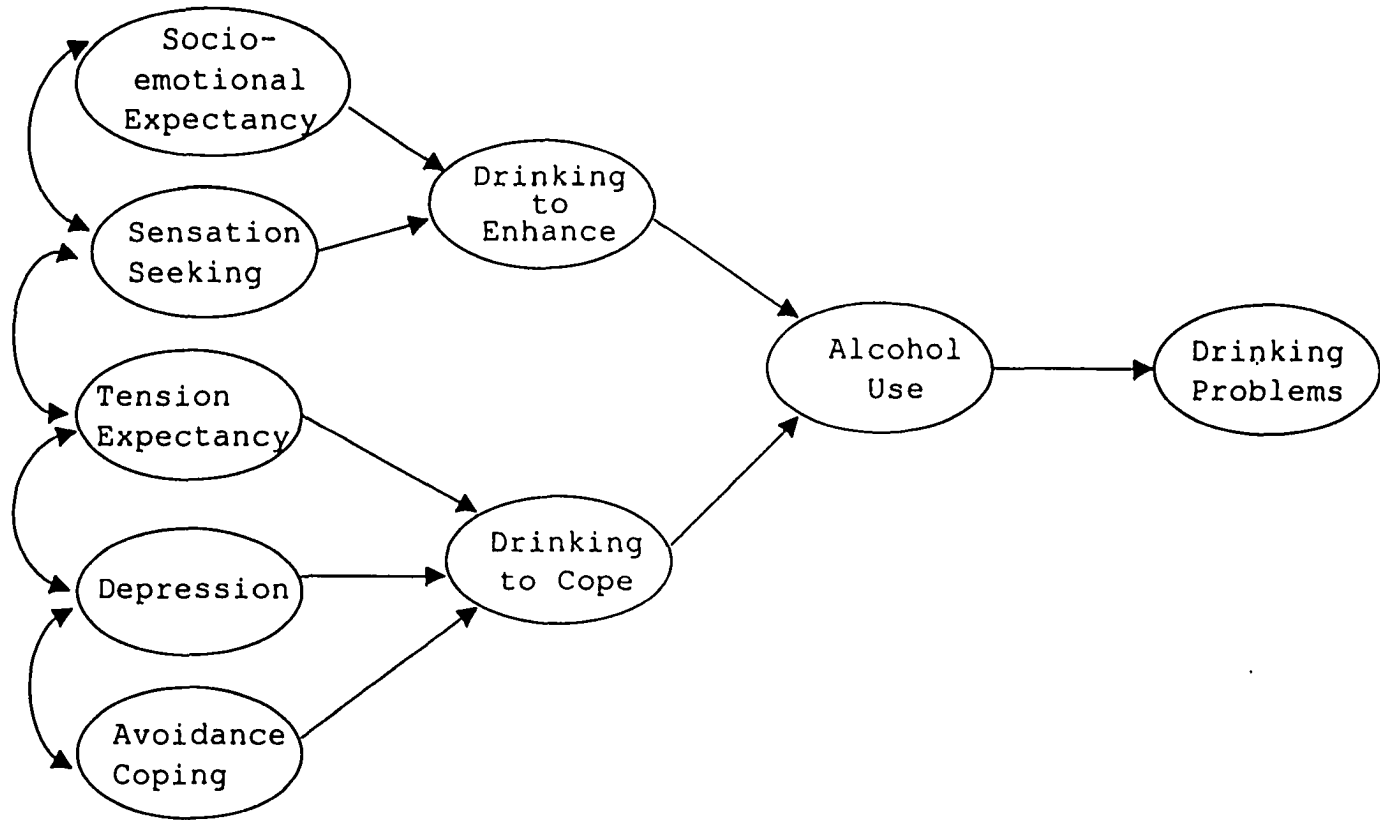 Socio-
emotional
Expectancy
Sensation
Seeking
Tension
Expectancy
Depression
Avoidance
Coping
Drinking
to
Enhance
Drinking
to Cope
Alcohol
Use
Drinking
Problems